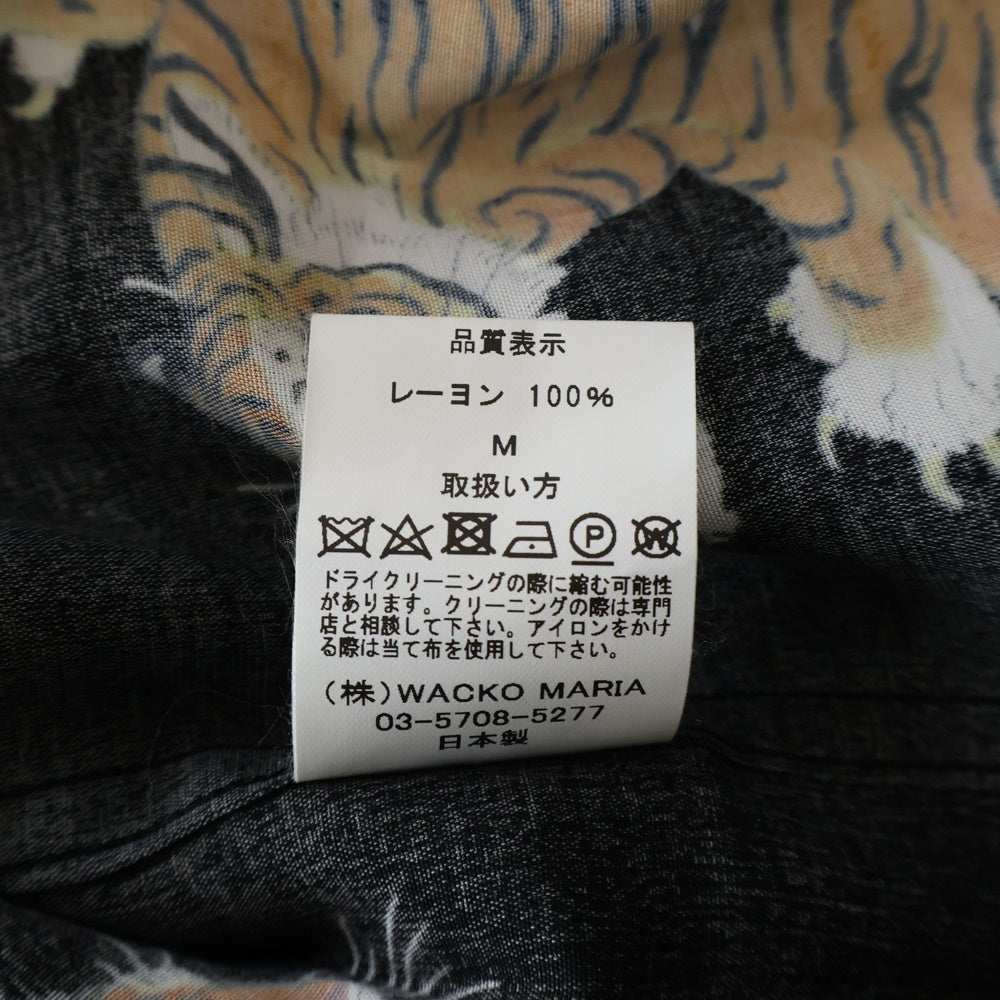 品質表示
レーヨン 100%
M
取扱い方
P W
ドライクリーニングの際に縮む可能性
があります。クリーニングの際は専門
店と相談して下さい。アイロンをかけ
る際は当て布を使用して下さい。
(株)WACKO MARIA
03-5708-5277
日本製